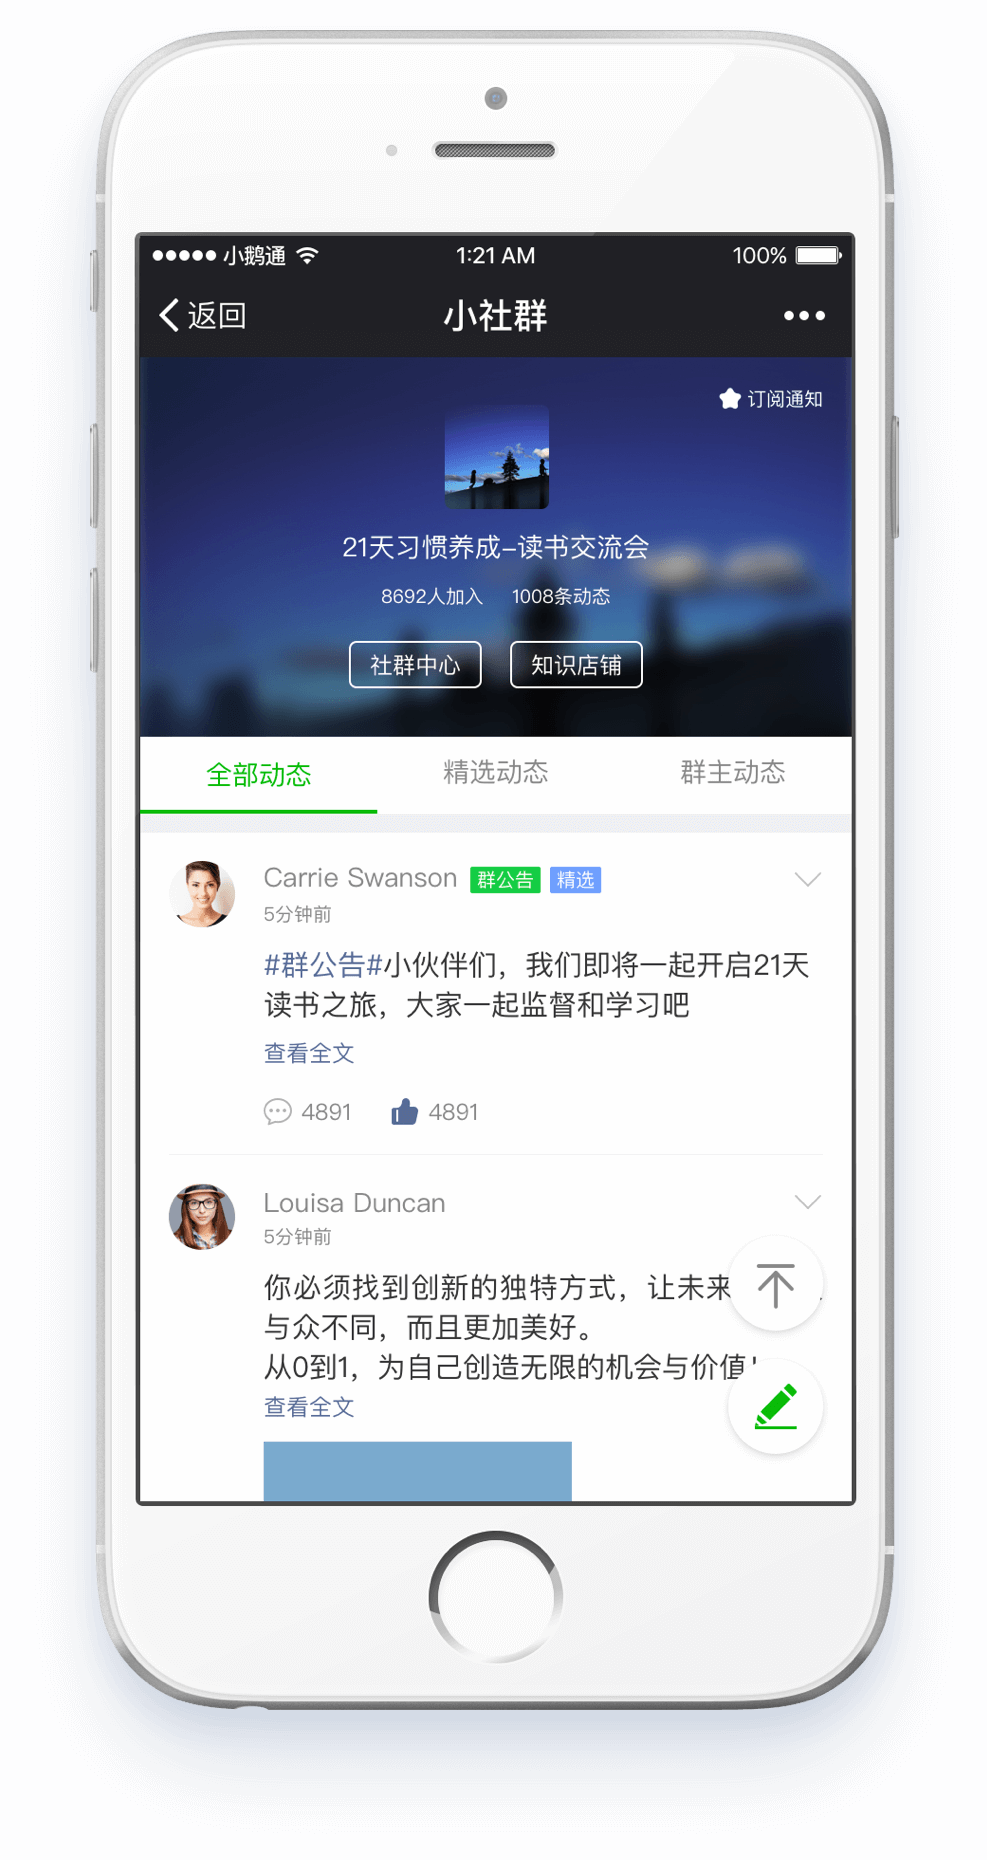 小鹅通 1:21 AM 100%
返回 小社群
订阅通知
21天习惯养成-读书交流会
8692人加入 1008条动态
社群中心 知识店铺
全部动态 精选动态 群主动态
Carrie Swanson 群公告 精选
5分钟前
#群公告#小伙伴们，我们即将一起开启21天
读书之旅，大家一起监督和学习吧
查看全文
4891 4891
Louisa Duncan
5分钟前
你必须找到创新的独特方式，让未来
与众不同，而且更加美好。
从0到1，为自己创造无限的机会与价值
查看全文